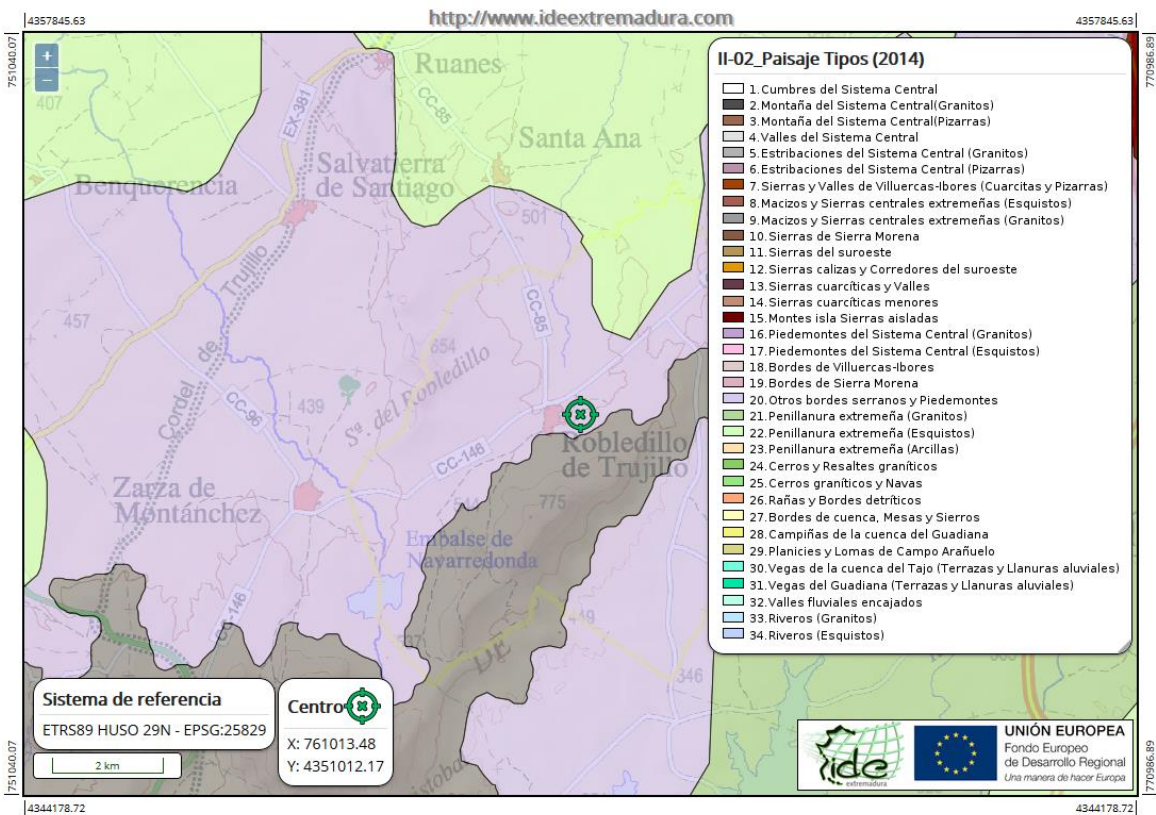 http://www.ideextremadura.com
4357845.63
4357845.63
751040.07
770986.89
+
−
407
Ruanes
CC-85
EX-381
Santa Ana
Benquerencia
Salvatierra
de Santiago
501
Trujillo
de
Cordel
457
CC-85
654
Sª. del Robledillo
CC-96
439
CC-146
Robledillo
de Trujillo
Zarza de
Montánchez
775
Embalse de
Navarredonda
DE
346
II-02_Paisaje Tipos (2014)
1.Cumbres del Sistema Central
2.Montaña del Sistema Central(Granitos)
3.Montaña del Sistema Central(Pizarras)
4.Valles del Sistema Central
5.Estribaciones del Sistema Central (Granitos)
6.Estribaciones del Sistema Central (Pizarras)
7.Sierras y Valles de Villuercas-Ibores (Cuarcitas y Pizarras)
8.Macizos y Sierras centrales extremeñas (Esquistos)
9.Macizos y Sierras centrales extremeñas (Granitos)
10.Sierras de Sierra Morena
11.Sierras del suroeste
12.Sierras calizas y Corredores del suroeste
13.Sierras cuarcíticas y Valles
14.Sierras cuarcíticas menores
15.Montes isla Sierras aisladas
16.Piedemontes del Sistema Central (Granitos)
17.Piedemontes del Sistema Central (Esquistos)
18.Bordes de Villuercas-Ibores
19.Bordes de Sierra Morena
20.Otros bordes serranos y Piedemontes
21.Penillanura extremeña (Granitos)
22.Penillanura extremeña (Esquistos)
23.Penillanura extremeña (Arcillas)
24.Cerros y Resaltes graníticos
25.Cerros graníticos y Navas
26.Rañas y Bordes detríticos
27.Bordes de cuenca, Mesas y Sierros
28.Campiñas de la cuenca del Guadiana
29.Planicies y Lomas de Campo Arañuelo
30.Vegas de la cuenca del Tajo (Terrazas y Llanuras aluviales)
31.Vegas del Guadiana (Terrazas y Llanuras aluviales)
32.Valles fluviales encajados
33.Riveros (Granitos)
34.Riveros (Esquistos)
Sistema de referencia
ETRS89 HUSO 29N - EPSG:25829
2 km
Centro
X: 761013.48
Y: 4351012.17
ide
extremadura
UNIÓN EUROPEA
Fondo Europeo
de Desarrollo Regional
Una manera de hacer Europa
751040.07
770986.89
4344178.72
4344178.72